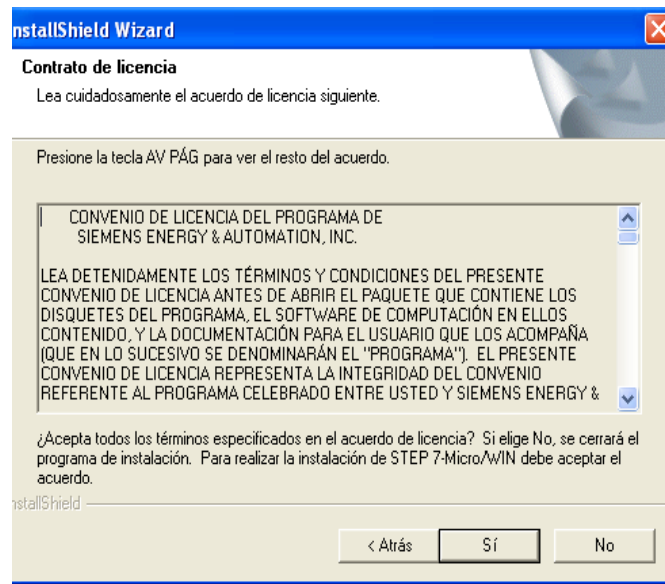 nstallShield Wizard
Contrato de licencia
Lea cuidadosamente el acuerdo de licencia siguiente.
Presione la tecla AV PÁG para ver el resto del acuerdo.
CONVENIO DE LICENCIA DEL PROGRAMA DE
SIEMENS ENERGY & AUTOMATION, INC.
LEA DETENIDAMENTE LOS TÉRMINOS Y CONDICIONES DEL PRESENTE
CONVENIO DE LICENCIA ANTES DE ABRIR EL PAQUETE QUE CONTIENE LOS
DISQUETES DEL PROGRAMA, EL SOFTWARE DE COMPUTACIÓN EN ELLOS
CONTENIDO, Y LA DOCUMENTACIÓN PARA EL USUARIO QUE LOS ACOMPAÑA
(QUE EN LO SUCESIVO SE DENOMINARÁN EL "PROGRAMA"). EL PRESENTE
CONVENIO DE LICENCIA REPRESENTA LA INTEGRIDAD DEL CONVENIO
REFERENTE AL PROGRAMA CELEBRADO ENTRE USTED Y SIEMENS ENERGY &
¿Acepta todos los términos especificados en el acuerdo de licencia? Si elige No, se cerrará el
programa de instalación. Para realizar la instalación de STEP 7-Micro/WIN debe aceptar el
acuerdo.
nstallShield
< Atrás
Sí
No